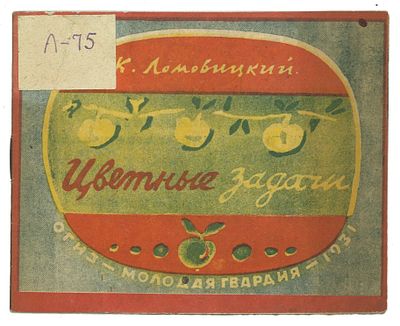 Л-75
К. Ломовицкий.
Цветные задачи
ОГИЗ — МОЛОДАЯ ГВАРДИЯ — 1931